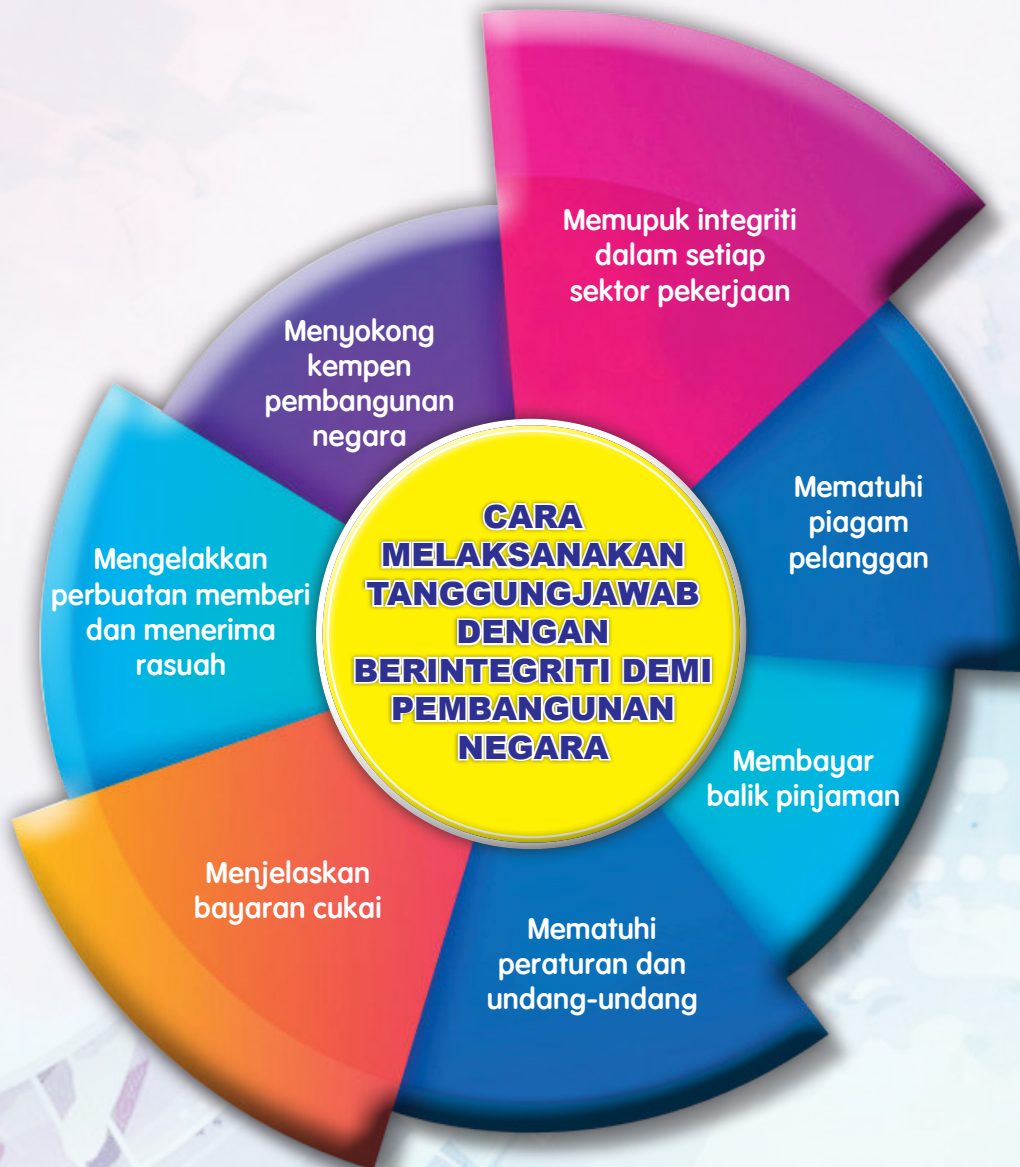 CARA
MELAKSANAKAN
TANGGUNGJAWAB
DENGAN
BERINTEGRITI DEMI
PEMBANGUNAN
NEGARA
Memupuk integriti
dalam setiap
sektor pekerjaan
Mematuhi
piagam
pelanggan
Membayar
balik pinjaman
Mematuhi
peraturan dan
undang-undang
Menjelaskan
bayaran cukai
Mengelakkan
perbuatan memberi
dan menerima
rasuah
Menyokong
kempen
pembangunan
negara